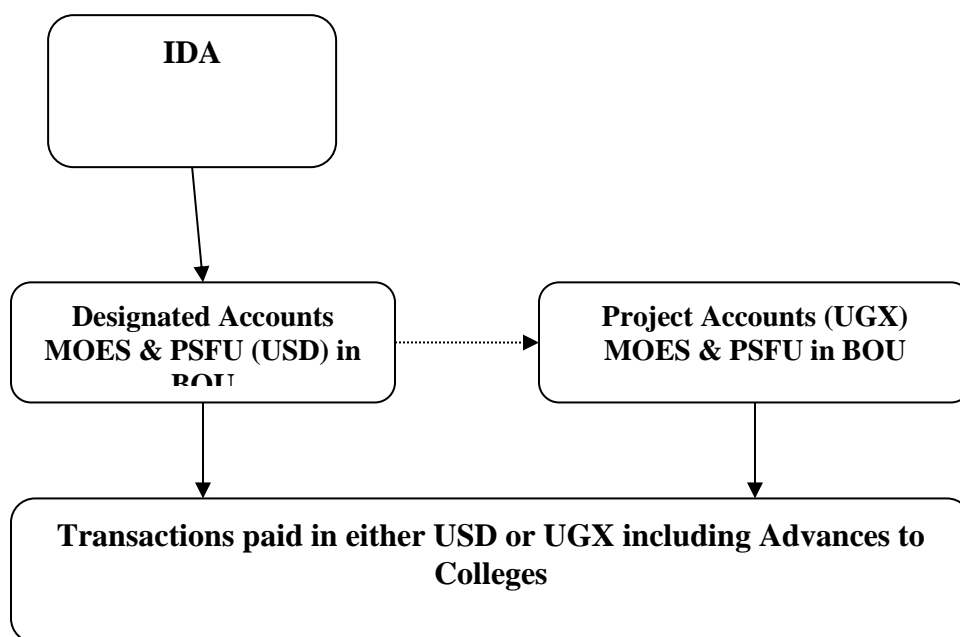 IDA
Designated Accounts
MOES & PSFU (USD) in
BOU
Project Accounts (UGX)
MOES & PSFU in BOU
Transactions paid in either USD or UGX including Advances to
Colleges